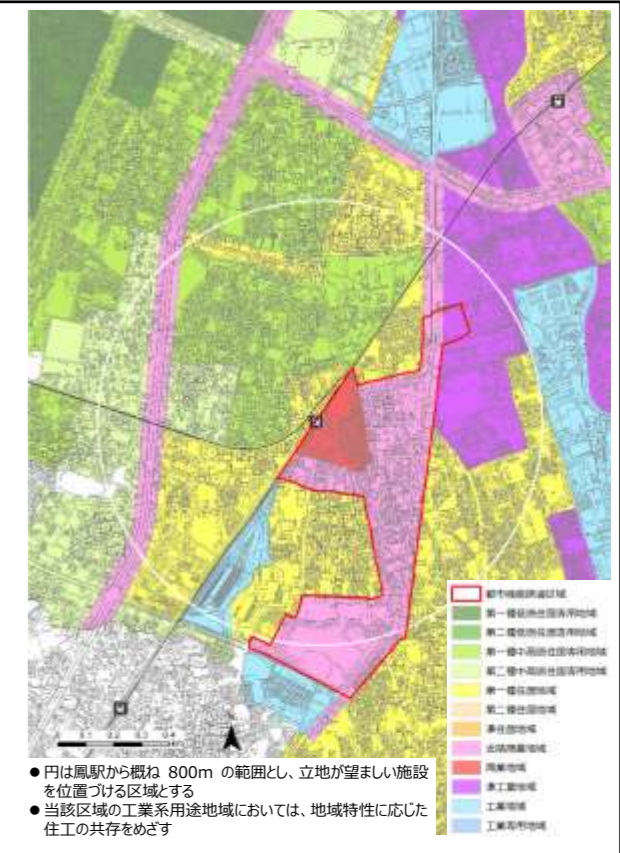 0.1 0.2 0.3 0.4
都市機能誘導区域
第一種低層住居専用地域
第二種低層住居専用地域
第一種中高層住居専用地域
第二種中高層住居専用地域
第一種住居地域
第二種住居地域
準住居地域
近隣商業地域
商業地域
準工業地域
工業地域
工業専用地域
● 円は鳳駅から概ね 800m の範囲とし、立地が望ましい施設
を位置づける区域とする
● 当該区域の工業系用途地域においては、地域特性に応じた
住工の共存をめざす